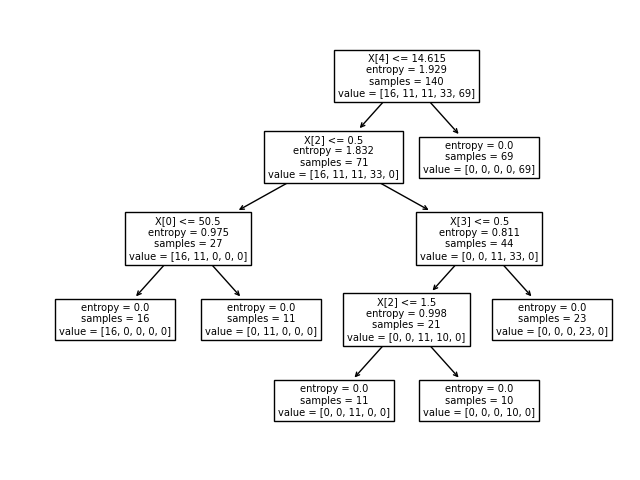 X[4] <= 14.615
entropy = 1.929
samples = 140
value = [16, 11, 11, 33, 69]
X[2] <= 0.5
entropy = 1.832
samples = 71
value = [16, 11, 11, 33, 0]
entropy = 0.0
samples = 69
value = [0, 0, 0, 0, 69]
X[0] <= 50.5
entropy = 0.975
samples = 27
value = [16, 11, 0, 0, 0]
X[3] <= 0.5
entropy = 0.811
samples = 44
value = [0, 0, 11, 33, 0]
entropy = 0.0
samples = 16
value = [16, 0, 0, 0, 0]
entropy = 0.0
samples = 11
value = [0, 11, 0, 0, 0]
X[2] <= 1.5
entropy = 0.998
samples = 21
value = [0, 0, 11, 10, 0]
entropy = 0.0
samples = 23
value = [0, 0, 0, 23, 0]
entropy = 0.0
samples = 11
value = [0, 0, 11, 0, 0]
entropy = 0.0
samples = 10
value = [0, 0, 0, 10, 0]